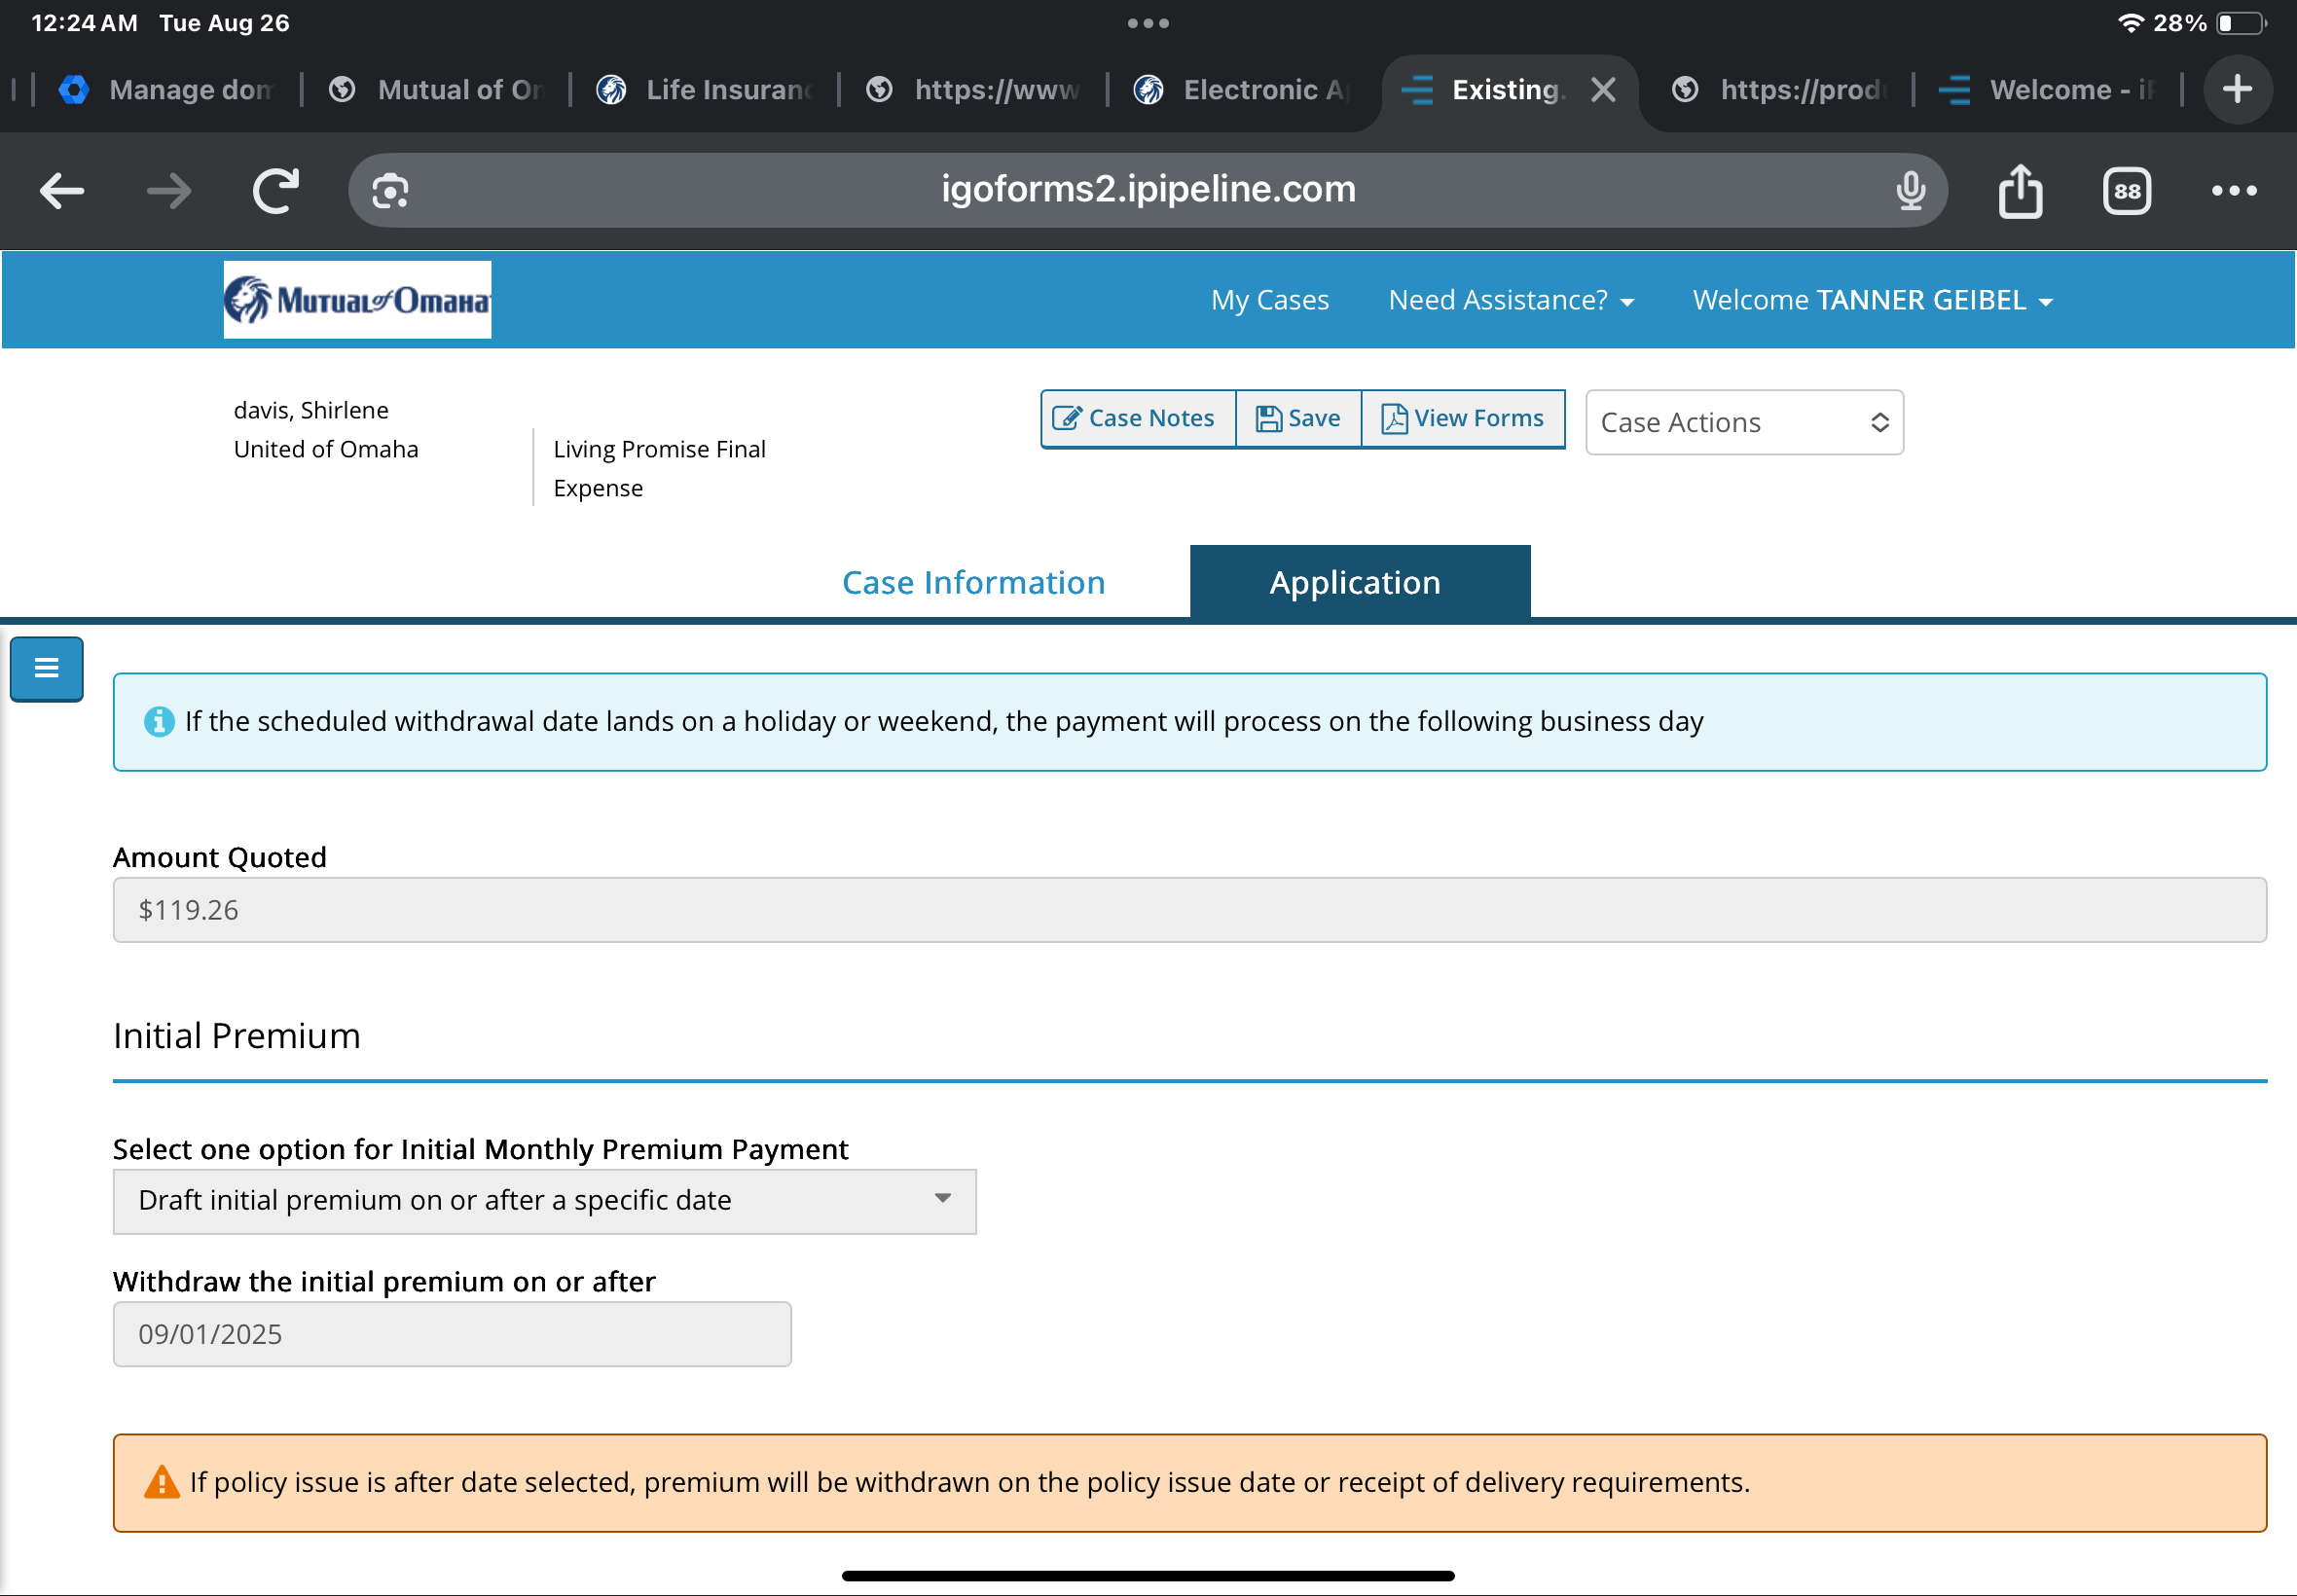 12:24 AM Tue Aug 26
28%
Manage dom
Mutual of Om
Life Insuranc
https://www
Electronic Ap
Existing.
https://prod
Welcome - iP
igoforms2.ipipeline.com
88
Mutual of Omaha
My Cases
Need Assistance?
Welcome TANNER GEIBEL
davis, Shirlene
United of Omaha
Living Promise Final
Expense
Case Notes
Save
View Forms
Case Actions
Case Information
Application
If the scheduled withdrawal date lands on a holiday or weekend, the payment will process on the following business day
Amount Quoted
$119.26
Initial Premium
Select one option for Initial Monthly Premium Payment
Draft initial premium on or after a specific date
Withdraw the initial premium on or after
09/01/2025
If policy issue is after date selected, premium will be withdrawn on the policy issue date or receipt of delivery requirements.